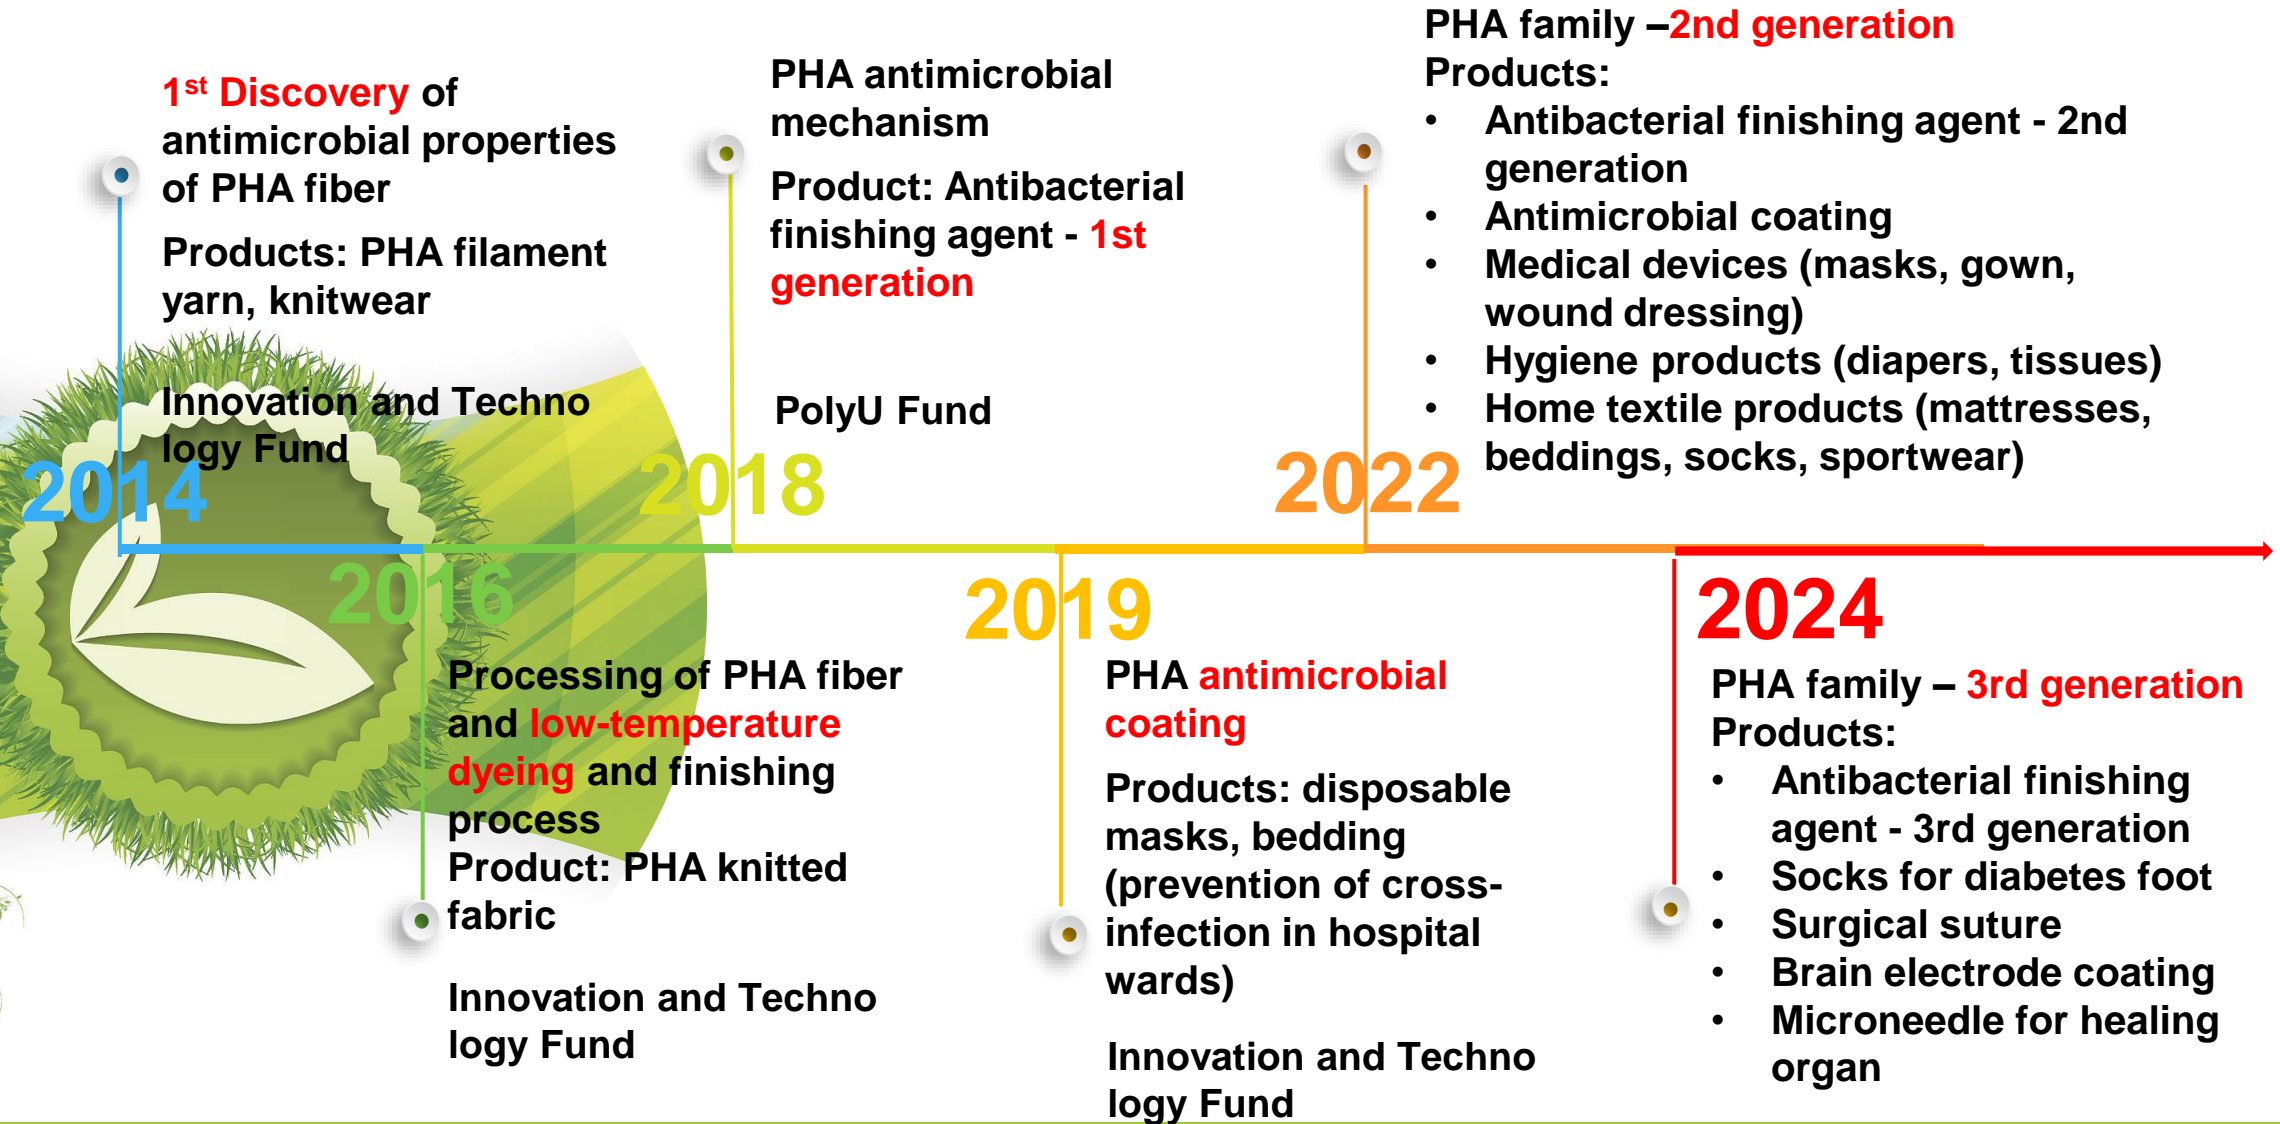 1st Discovery of
antimicrobial properties
of PHA fiber
Products: PHA filament
yarn, knitwear
Innovation and Techno
logy Fund
2014
2016
Processing of PHA fiber
and low-temperature
dyeing and finishing
process
Product: PHA knitted
fabric
Innovation and Techno
logy Fund
PHA antimicrobial
mechanism
Product: Antibacterial
finishing agent - 1st
generation
PolyU Fund
2018
2019
PHA antimicrobial
coating
Products: disposable
masks, bedding
(prevention of cross-
infection in hospital
wards)
Innovation and Techno
logy Fund
PHA family –2nd generation
Products:
• Antibacterial finishing agent - 2nd
generation
• Antimicrobial coating
• Medical devices (masks, gown,
wound dressing)
• Hygiene products (diapers, tissues)
• Home textile products (mattresses,
beddings, socks, sportwear)
2022
2024
PHA family – 3rd generation
Products:
• Antibacterial finishing
agent - 3rd generation
• Socks for diabetes foot
• Surgical suture
• Brain electrode coating
• Microneedle for healing
organ